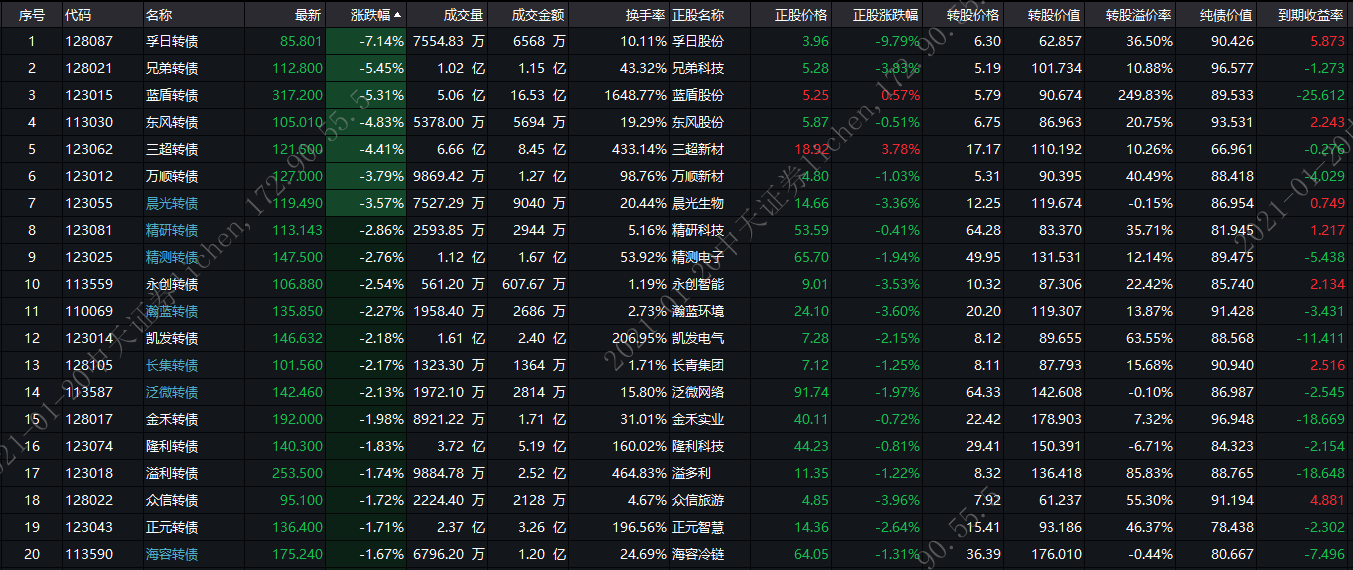 序号 代码 名称 最新 涨跌幅 成交量 成交金额 换手率 正股名称 正股价格 正股涨跌幅 转股价格 转股价值 转股溢价率 纯债价值 到期收益率
1 128087 孚日转债 85.801 -7.14% 7554.83 万 6568 万 10.11% 孚日股份 3.96 -9.79% 6.30 62.857 36.50% 90.426 5.873
2 128021 兄弟转债 112.800 -5.45% 1.02 亿 1.15 亿 43.32% 兄弟科技 5.28 -3.83% 5.19 101.734 10.88% 96.577 -1.273
3 123015 蓝盾转债 317.200 -5.31% 5.06 亿 16.53 亿 1648.77% 蓝盾股份 5.25 0.57% 5.79 90.674 249.83% 89.533 -25.612
4 113030 东风转债 105.010 -4.83% 5378.00 万 5694 万 19.29% 东风股份 5.87 -0.51% 6.75 86.963 20.75% 93.531 2.243
5 123062 三超转债 121.500 -4.41% 6.66 亿 8.45 亿 433.14% 三超新材 18.92 3.78% 17.17 110.192 10.26% 66.961 -0.276
6 123012 万顺转债 127.000 -3.79% 9869.42 万 1.27 亿 98.76% 万顺新材 4.80 -1.03% 5.31 90.395 40.49% 88.418 -4.029
7 123055 晨光转债 119.490 -3.57% 7527.29 万 9040 万 20.44% 晨光生物 14.66 -3.36% 12.25 119.674 -0.15% 86.954 0.749
8 123081 精研转债 113.143 -2.86% 2593.85 万 2944 万 5.16% 精研科技 53.59 -0.41% 64.28 83.370 35.71% 81.945 1.217
9 123025 精测转债 147.500 -2.76% 1.12 亿 1.67 亿 53.92% 精测电子 65.70 -1.94% 49.95 131.531 12.14% 89.475 -5.438
10 113559 永创转债 106.880 -2.54% 561.20 万 607.67 万 1.19% 永创智能 9.01 -3.53% 10.32 87.306 22.42% 85.740 2.134
11 110069 瀚蓝转债 135.850 -2.27% 1958.40 万 2686 万 2.73% 瀚蓝环境 24.10 -3.60% 20.20 119.307 13.87% 91.428 -3.431
12 123014 凯发转债 146.632 -2.18% 1.61 亿 2.40 亿 206.95% 凯发电气 7.28 -2.15% 8.12 89.655 63.55% 88.568 -11.411
13 128105 长集转债 101.560 -2.17% 1323.30 万 1364 万 1.71% 长青集团 7.12 -1.25% 8.11 87.793 15.68% 90.940 2.516
14 113587 泛微转债 142.460 -2.13% 1972.10 万 2814 万 15.80% 泛微网络 91.74 -1.97% 64.33 142.608 -0.10% 86.987 -2.545
15 128017 金禾转债 192.000 -1.98% 8921.22 万 1.71 亿 31.01% 金禾实业 40.11 -0.72% 22.42 178.903 7.32% 96.948 -18.669
16 123074 隆利转债 140.300 -1.83% 3.72 亿 5.19 亿 160.02% 隆利科技 44.23 -0.81% 29.41 150.391 -6.71% 84.323 -2.154
17 123018 溢利转债 253.500 -1.74% 9884.78 万 2.52 亿 464.83% 溢多利 11.35 -1.22% 8.32 136.418 85.83% 88.765 -18.648
18 128022 众信转债 95.100 -1.72% 2224.40 万 2128 万 4.67% 众信旅游 4.85 -3.96% 7.92 61.237 55.30% 91.194 4.881
19 123043 正元转债 136.400 -1.71% 2.37 亿 3.26 亿 196.56% 正元智慧 14.36 -2.64% 15.41 93.186 46.37% 78.438 -2.302
20 113590 海容转债 175.240 -1.67% 6796.20 万 1.20 亿 24.69% 海容冷链 64.05 -1.31% 36.39 176.010 -0.44% 80.667 -7.496
2021-01-20中天证券lichen, 172.90.55.5